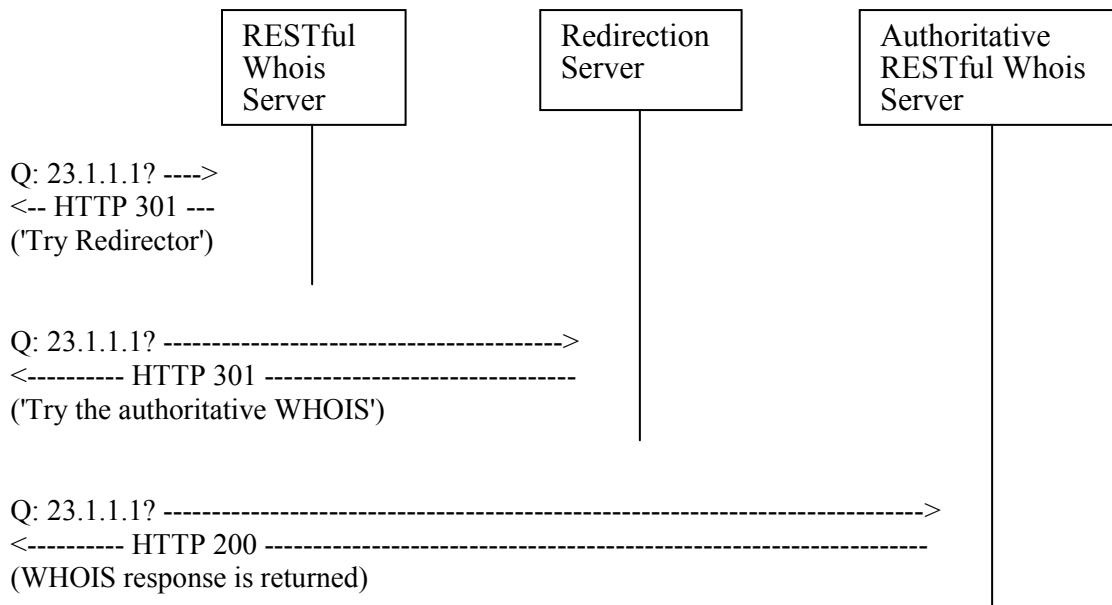 RESTful
Whois
Server
Redirection
Server
Authoritative
RESTful Whois
Server
Q: 23.1.1.1? ---->
<-- HTTP 301 ---
('Try Redirector')
Q: 23.1.1.1? ----------------------------------------->
<---------- HTTP 301 --------------------------------
('Try the authoritative WHOIS')
Q: 23.1.1.1? ------------------------------------------------------------------------------>
<---------- HTTP 200 --------------------------------------------------------------------
(WHOIS response is returned)